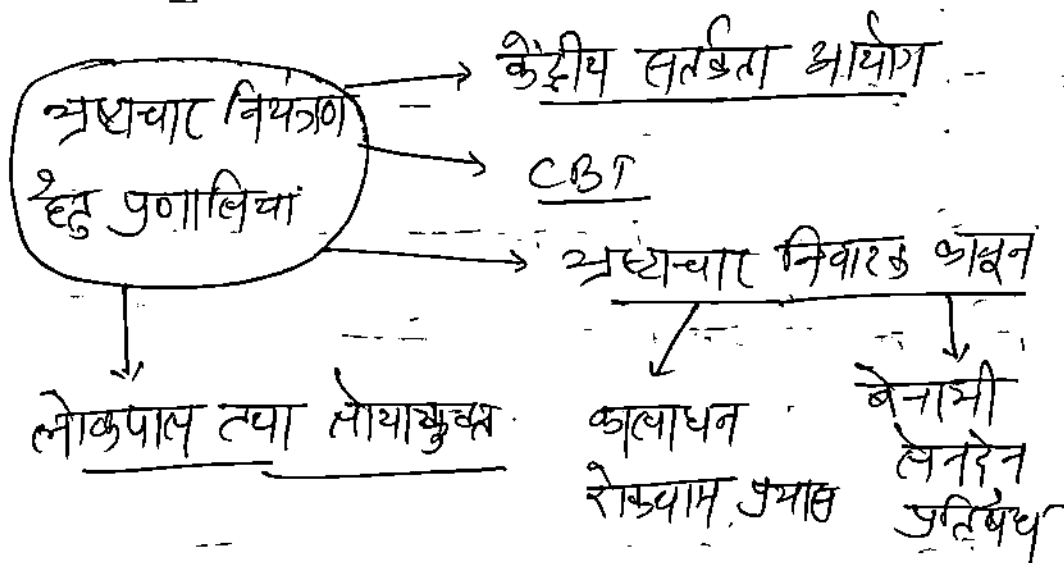 केंद्रीय सतर्कता आयोग
भ्रष्टाचार नियंत्रण
हेतु प्रणालियां
CBI
भ्रष्टाचार निवारक कानून
लोकपाल तथा लोयायुक्त
कालाधन
रोकथाम प्रयास
बेनामी
लेनदेन
प्रतिषेध